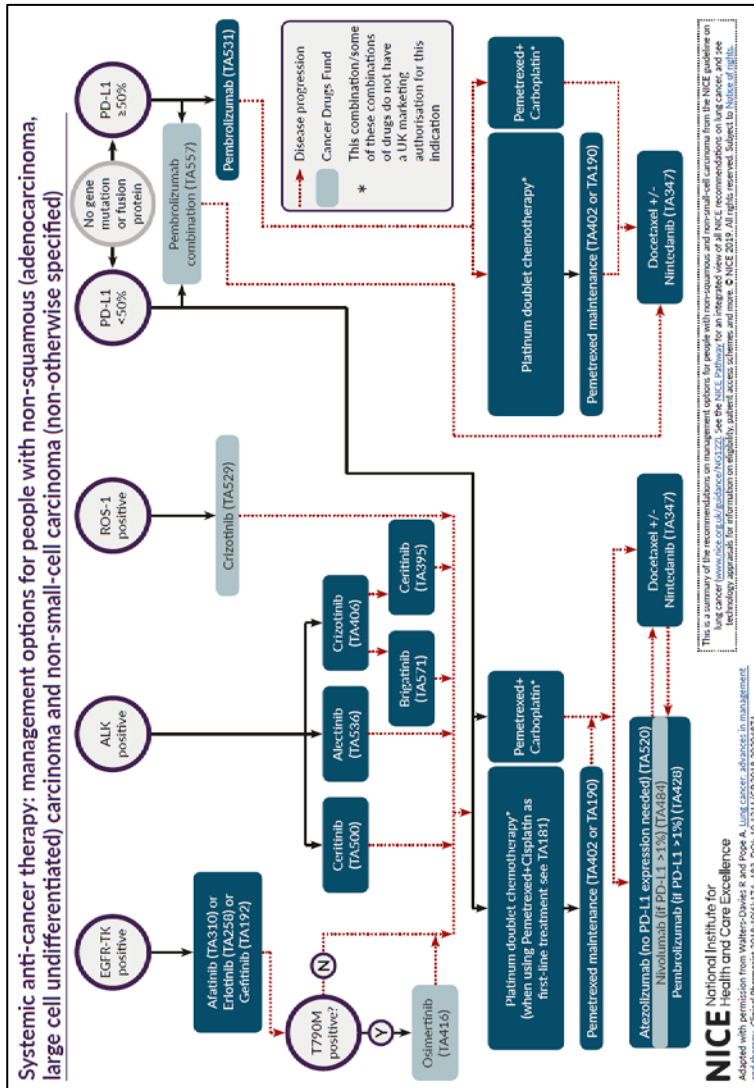 Systemic anti-cancer therapy: management options for people with non-squamous (adenocarcinoma,
large cell undifferentiated) carcinoma and non-small-cell carcinoma (non-otherwise specified)
EGFR-TK
positive
ALK
positive
ROS-1
positive
PD-L1
<50%
No gene
mutation
or fusion
protein
PD-L1
≥50%
Afatinib (TA310) or
Erlotinib (TA258) or
Gefitinib (TA192)
Ceritinib
(TA500)
Alectinib
(TA536)
Crizotinib
(TA406)
Crizotinib (TA529)
Pembrolizumab
combination (TA557)
Pembrolizumab (TA531)
Brigatinib
(TA571)
Ceritinib
(TA395)
T790M
positive?
N
Y
Osimertinib
(TA416)
Disease progression
Cancer Drugs Fund
* This combination/some
of these combinations
of drugs do not have
a UK marketing
authorisation for this
indication
Platinum doublet chemotherapy*
(when using Pemetrexed+Cisplatin as
first-line treatment see TA181)
Pemetrexed+
Carboplatin*
Platinum doublet chemotherapy*
Pemetrexed+
Carboplatin*
Pemetrexed maintenance (TA402 or TA190)
Pemetrexed maintenance (TA402 or TA190)
Atezolizumab (no PD-L1 expression needed) (TA520)
Nivolumab (if PD-L1 >1%) (TA484)
Pembrolizumab (if PD-L1 >1%) (TA428)
Docetaxel +/-
Nintedanib (TA347)
Docetaxel +/-
Nintedanib (TA347)
NICE National Institute for
Health and Care Excellence
This is a summary of the recommendations on management options for people with non-squamous and non-small-cell carcinoma from the NICE guideline on
lung cancer (www.nice.org.uk/guidance/NG122). See the NICE Pathway for an integrated view of all NICE recommendations on lung cancer, and see
technology appraisals for information on eligibility, patient access schemes and more. © NICE 2019. All rights reserved. Subject to Notice of rights.
Adapted with permission from Walters-Davies R and Pope A. Lung cancer: advances in management